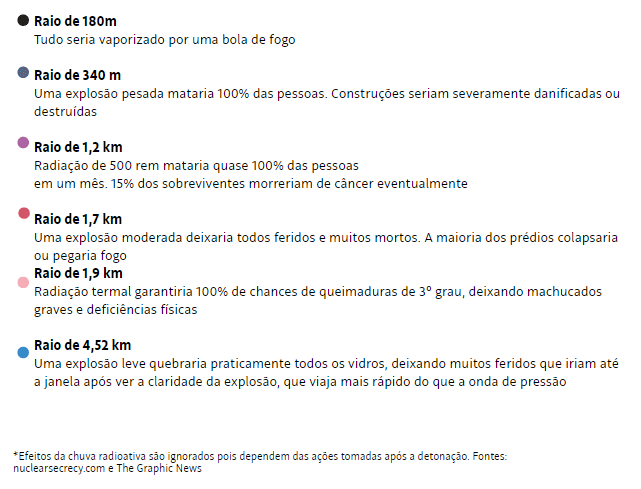 Raio de 180m
Tudo seria vaporizado por uma bola de fogo
Raio de 340 m
Uma explosão pesada mataria 100% das pessoas. Construções seriam severamente danificadas ou
destruídas
Raio de 1,2 km
Radiação de 500 rem mataria quase 100% das pessoas
em um mês. 15% dos sobreviventes morreriam de câncer eventualmente
Raio de 1,7 km
Uma explosão moderada deixaria todos feridos e muitos mortos. A maioria dos prédios colapsaria
ou pegaria fogo
Raio de 1,9 km
Radiação termal garantiria 100% de chances de queimaduras de 3º grau, deixando machucados
graves e deficiências físicas
Raio de 4,52 km
Uma explosão leve quebraria praticamente todos os vidros, deixando muitos feridos que iriam até
a janela após ver a claridade da explosão, que viaja mais rápido do que a onda de pressão
*Efeitos da chuva radioativa são ignorados pois dependem das ações tomadas após a detonação. Fontes:
nuclearsecrecy.com e The Graphic News